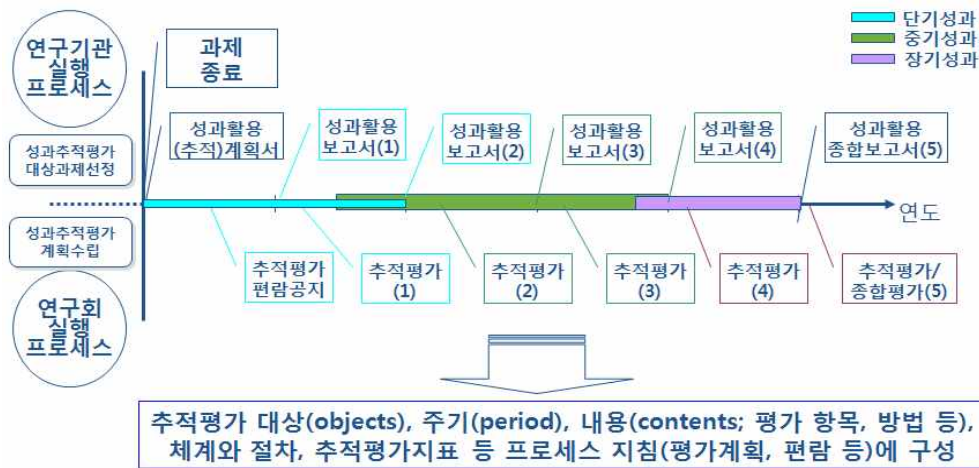 단기성과
중기성과
장기성과
연구기관
실행
프로세스
과제
종료
성과추적평가
대상과제선정
성과활용
(추적)계획서
성과활용
보고서(1)
성과활용
보고서(2)
성과활용
보고서(3)
성과활용
보고서(4)
성과활용
종합보고서(5)
연도
성과추적평가
계획수립
추적평가
편람공지
추적평가
(1)
추적평가
(2)
추적평가
(3)
추적평가
(4)
추적평가/
종합평가(5)
연구회
실행
프로세스
추적평가 대상(objects), 주기(period), 내용(contents; 평가 항목, 방법 등),
체계와 절차, 추적평가지표 등 프로세스 지침(평가계획, 편람 등)에 구성